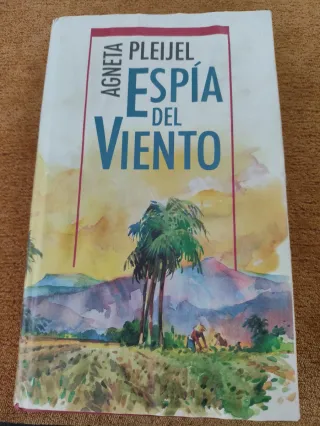 AGNETA
PLEIJEL
ESPÍA
DEL
VIENTO